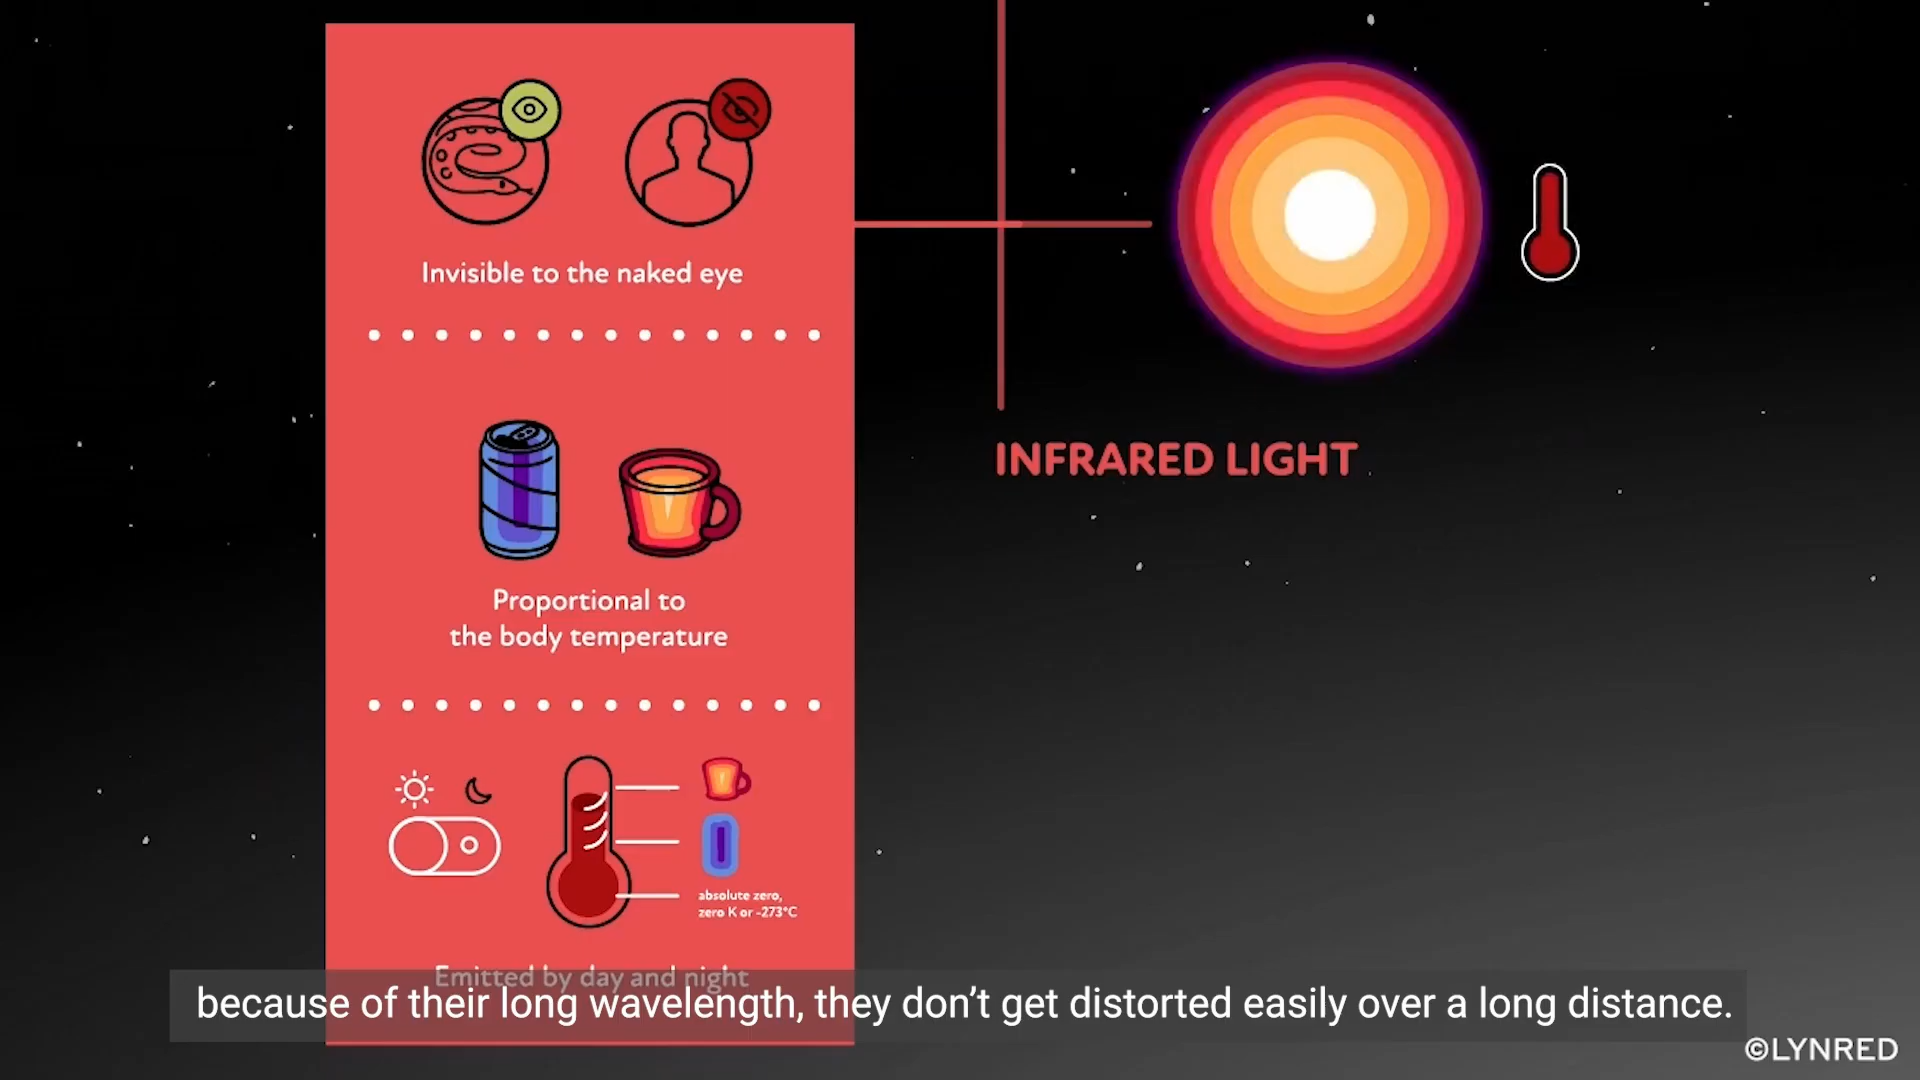 Invisible to the naked eye
INFRARED LIGHT
Proportional to
the body temperature
absolute zero,
zero K or -273°C
Emitted by day and night
because of their long wavelength, they don’t get distorted easily over a long distance.
©LYNRED